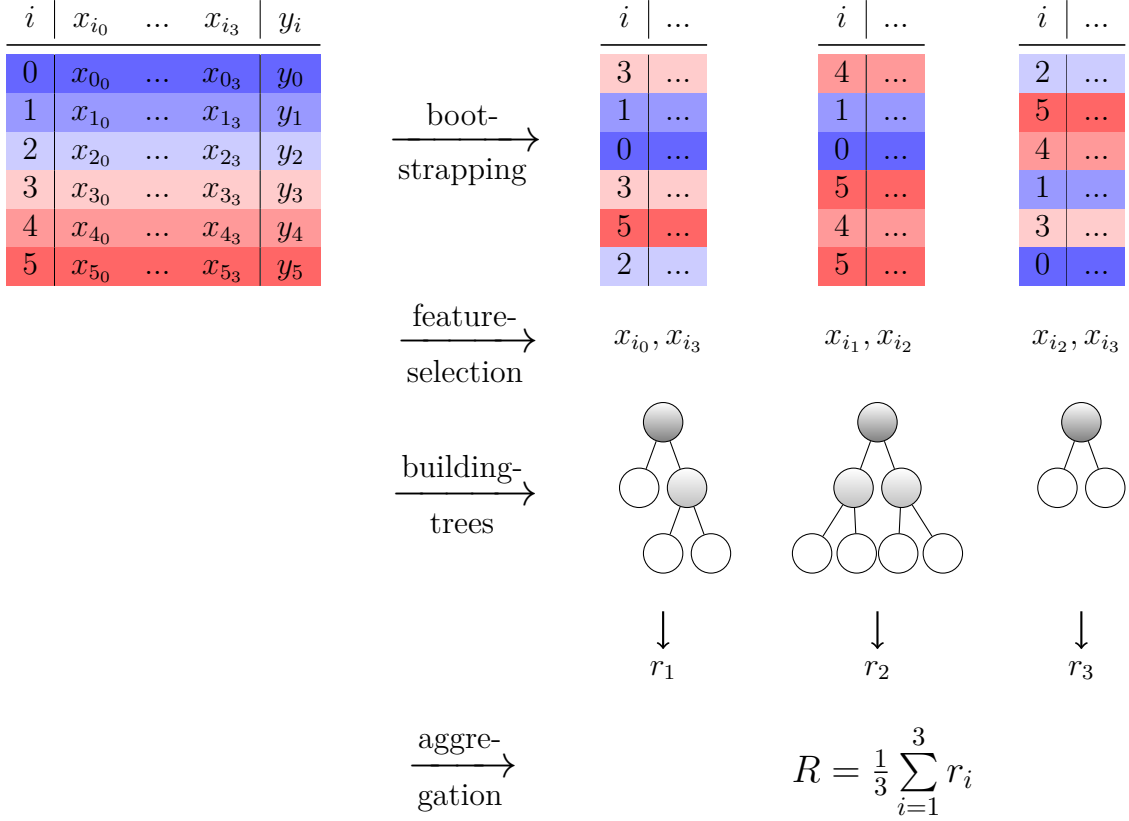 i x_{i_0} ... x_{i_3} y_i
0 x_{0_0} ... x_{0_3} y_0
1 x_{1_0} ... x_{1_3} y_1
2 x_{2_0} ... x_{2_3} y_2
3 x_{3_0} ... x_{3_3} y_3
4 x_{4_0} ... x_{4_3} y_4
5 x_{5_0} ... x_{5_3} y_5
boot-
strapping
i ...
3 ...
1 ...
0 ...
3 ...
5 ...
2 ...
i ...
4 ...
1 ...
0 ...
5 ...
4 ...
5 ...
i ...
2 ...
5 ...
4 ...
1 ...
3 ...
0 ...
feature-
selection
x_{i_0}, x_{i_3}
x_{i_1}, x_{i_2}
x_{i_2}, x_{i_3}
building-
trees
r_1
r_2
r_3
aggre-
gation
R = \frac{1}{3} \sum_{i=1}^{3} r_i